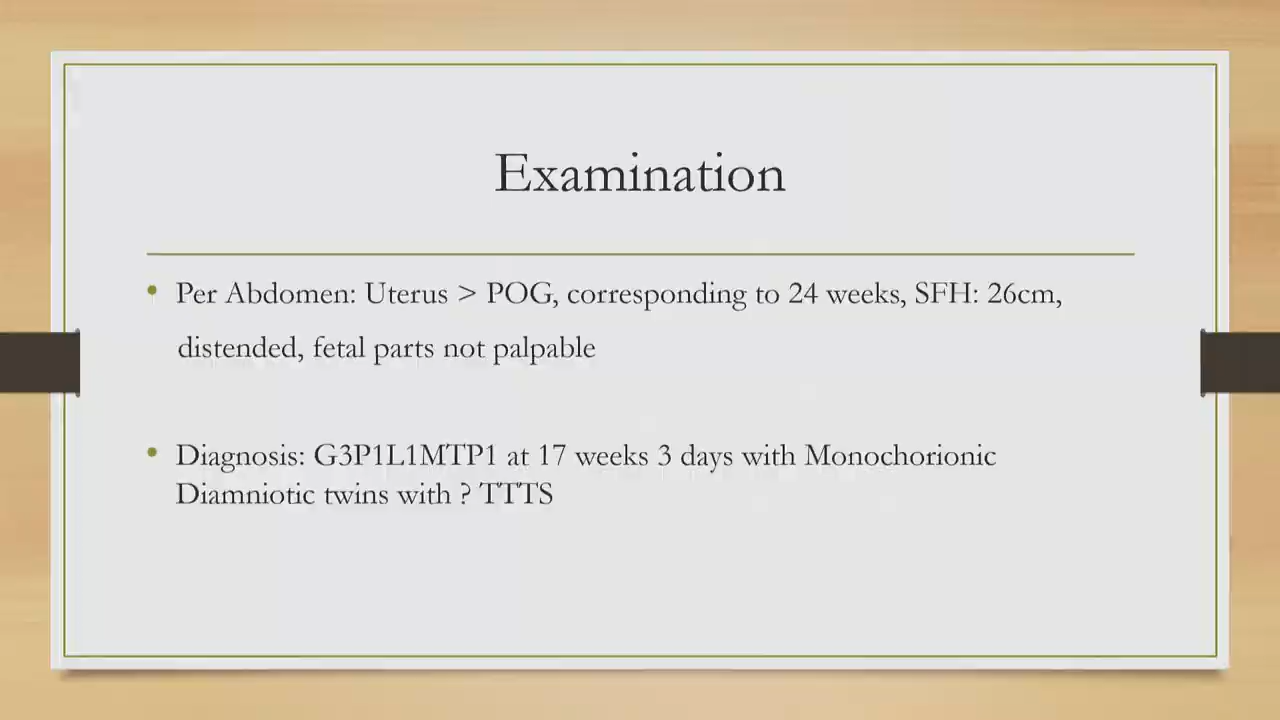 Examination
Per Abdomen: Uterus > POG, corresponding to 24 weeks, SFH: 26cm,
distended, fetal parts not palpable
Diagnosis: G3P1L1MTP1 at 17 weeks 3 days with Monochorionic
Diamniotic twins with ? TTTS